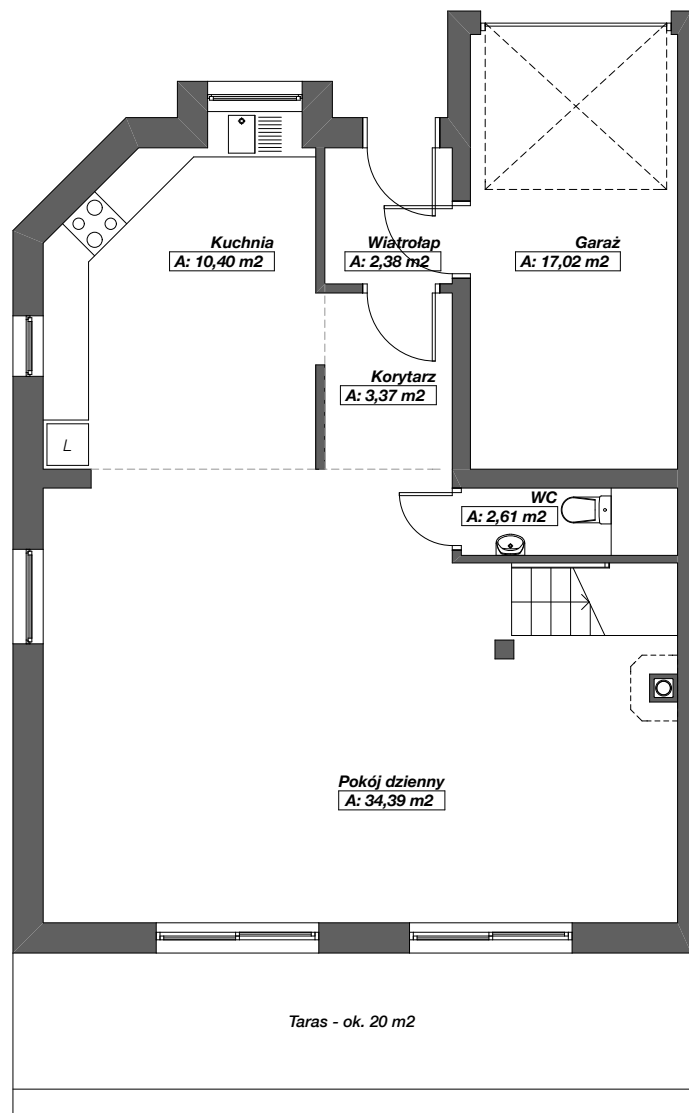 Kuchnia
A: 10,40 m2
Wiatrołap
A: 2,38 m2
Garaż
A: 17,02 m2
Korytarz
A: 3,37 m2
L
WC
A: 2,61 m2
Pokój dzienny
A: 34,39 m2
Taras - ok. 20 m2